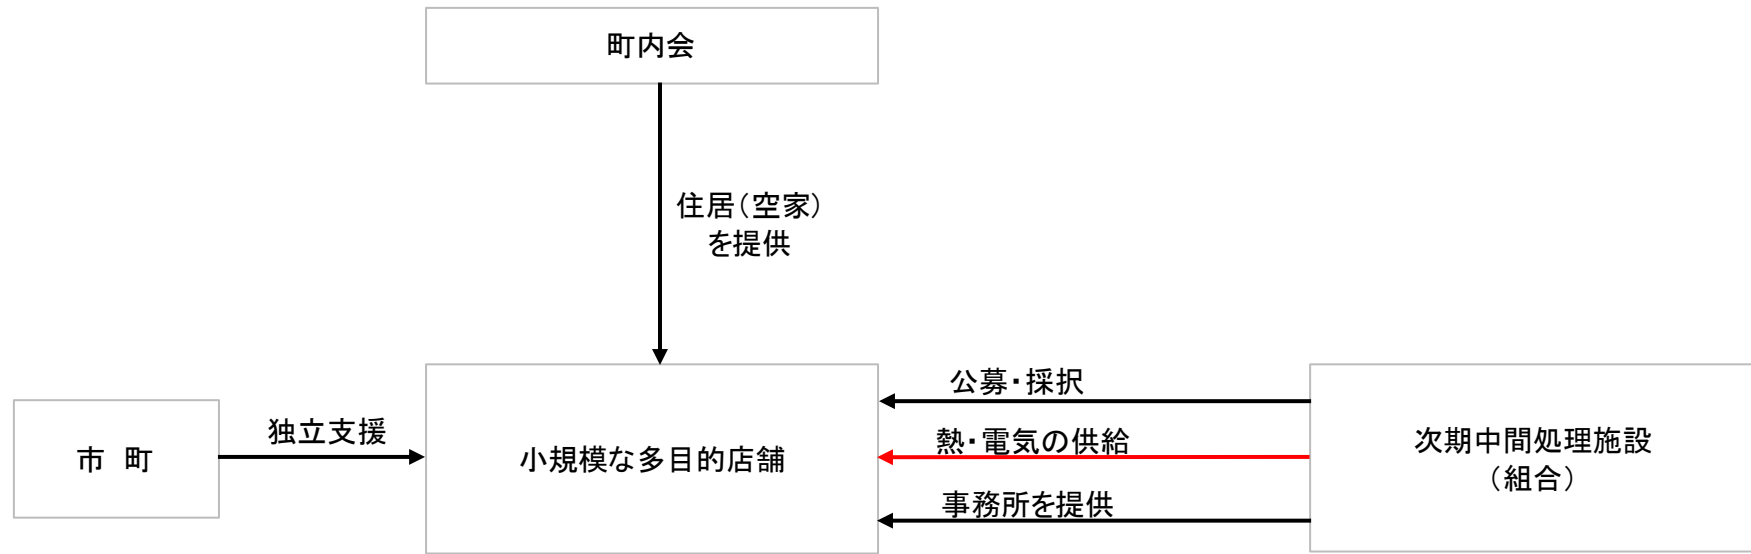 町内会
住居（空家）
を提供
公募・採択
独立支援
熱・電気の供給
市　町
小規模な多目的店舗
次期中間処理施設
（組合）
事務所を提供